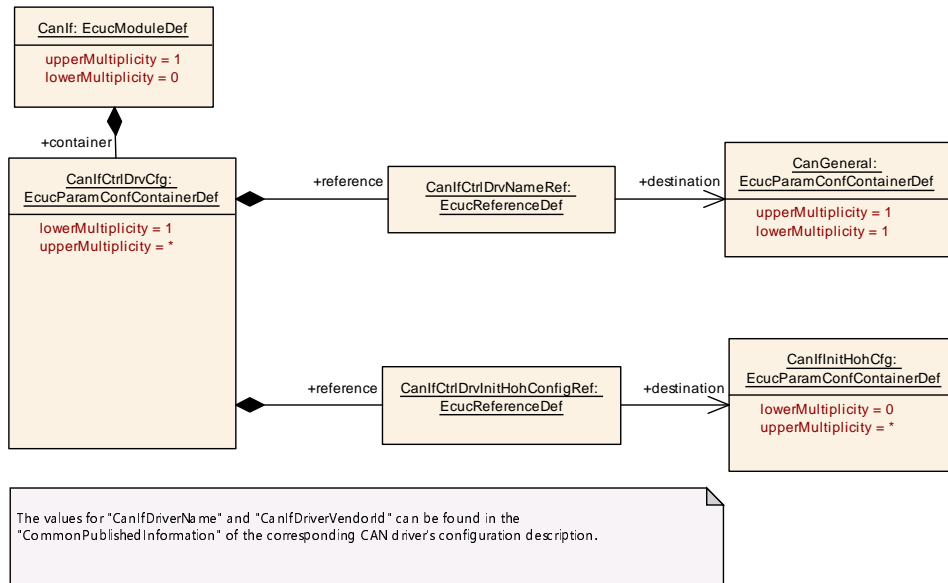 CanIf: EcucModuleDef
upperMultiplicity = 1
lowerMultiplicity = 0
+container
CanIfCtrlDrvCfg:
EcucParamConfContainerDef
lowerMultiplicity = 1
upperMultiplicity = *
+reference
CanIfCtrlDrvNameRef:
EcucReferenceDef
+destination
CanGeneral:
EcucParamConfContainerDef
upperMultiplicity = 1
lowerMultiplicity = 1
+reference
CanIfCtrlDrvInitHohConfigRef:
EcucReferenceDef
+destination
CanIfInitHohCfg:
EcucParamConfContainerDef
lowerMultiplicity = 0
upperMultiplicity = *
The values for "CanIfDriverName" and "CanIfDriverVendorId" can be found in the
"CommonPublishedInformation" of the corresponding CAN driver's configuration description.